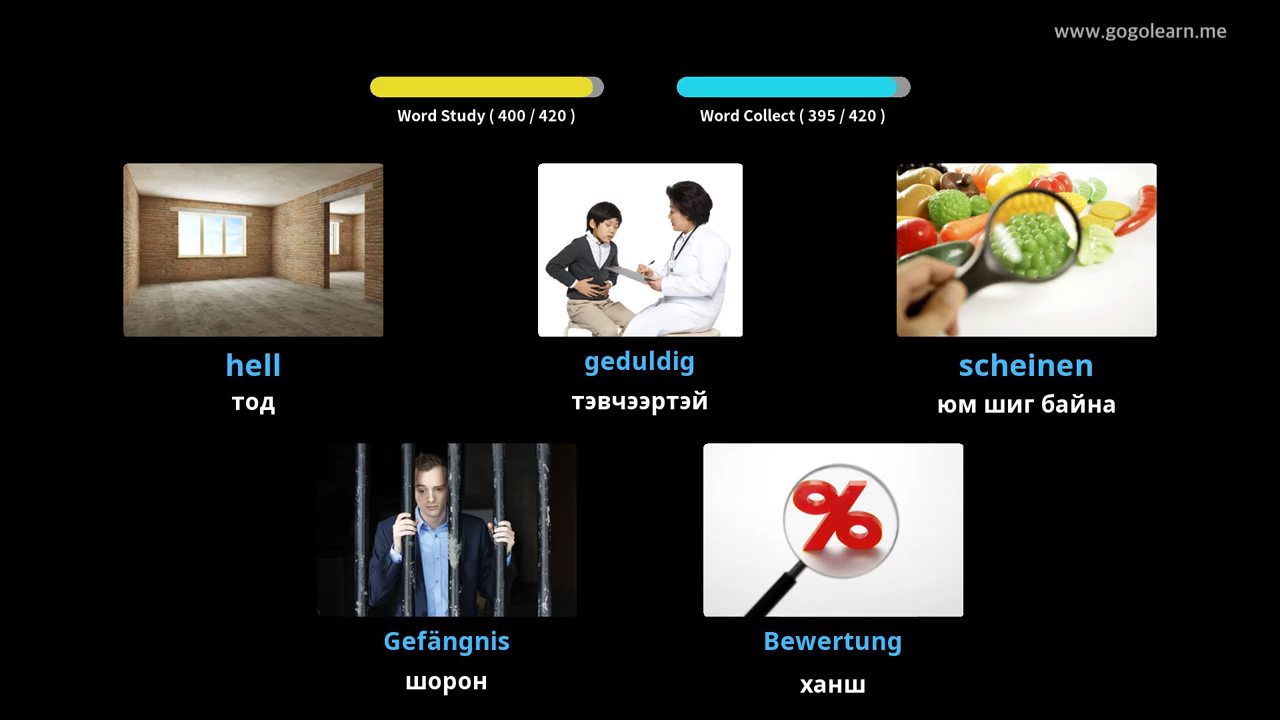 www.gogolearn.me
Word Study ( 400 / 420 )
Word Collect ( 395 / 420 )
hell
тод
geduldig
тэвчээртэй
scheinen
юм шиг байна
Gefängnis
шорон
%
Bewertung
ханш